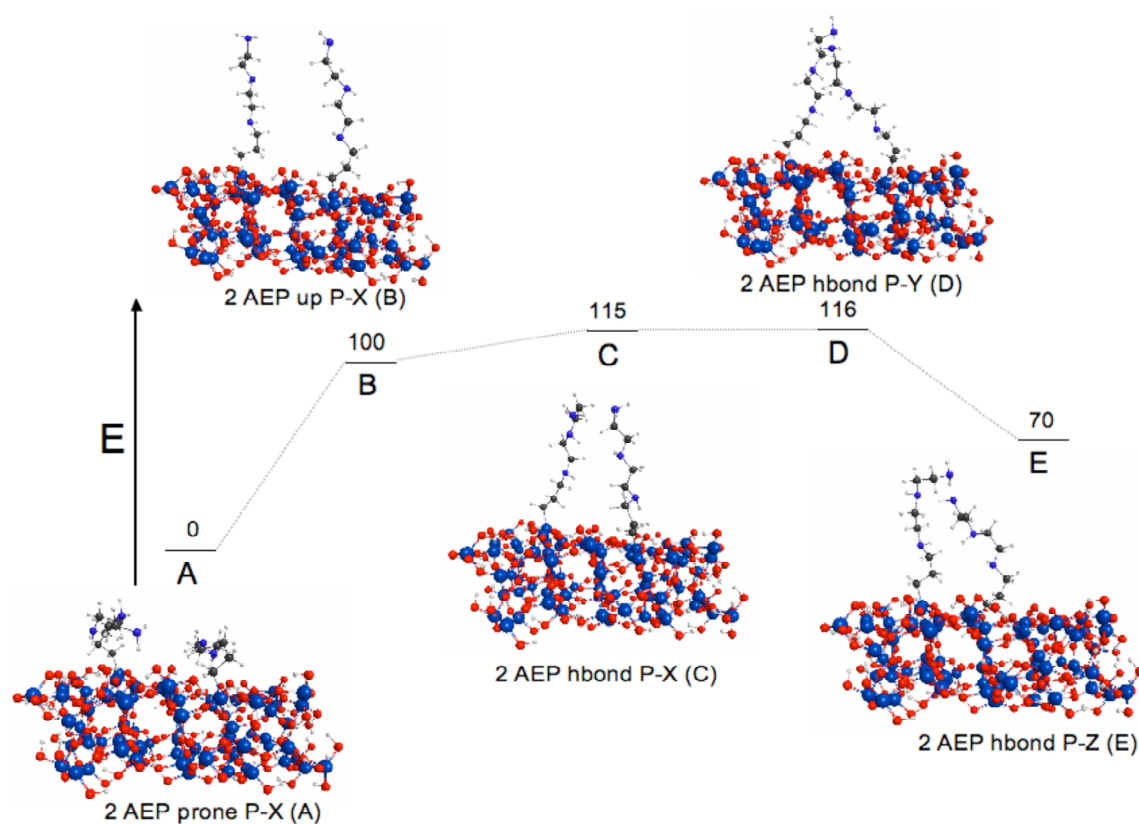 2 AEP up P-X (B)
2 AEP hbond P-Y (D)
E
0
A
100
B
115
C
116
D
70
E
2 AEP hbond P-X (C)
2 AEP hbond P-Z (E)
2 AEP prone P-X (A)